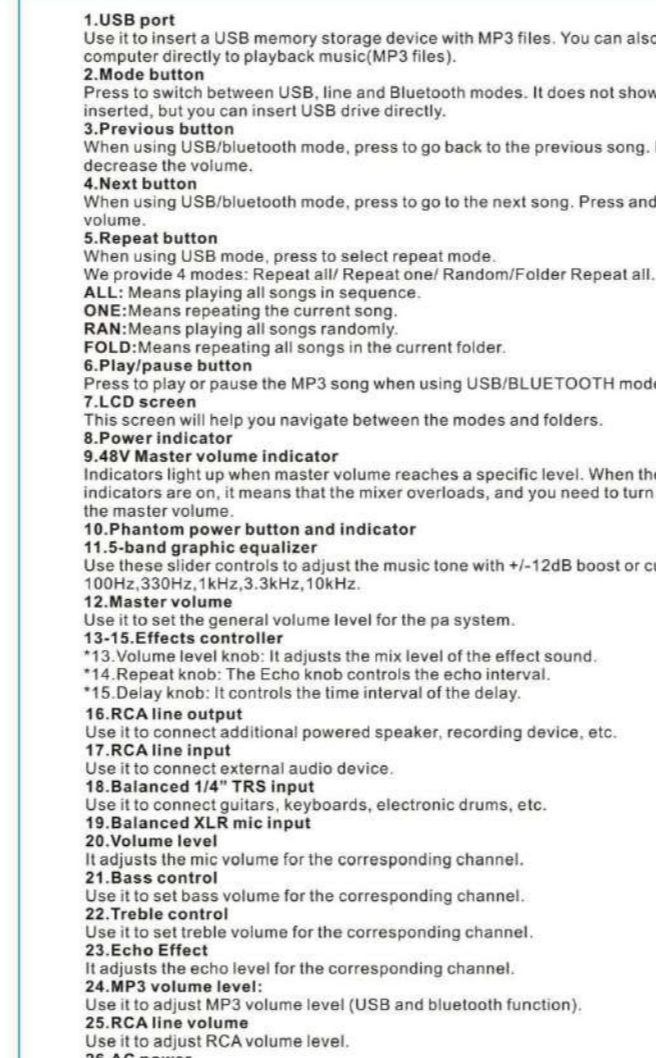 1.USB port
Use it to insert a USB memory storage device with MP3 files. You can also
computer directly to playback music(MP3 files).
2.Mode button
Press to switch between USB, line and Bluetooth modes. It does not show
inserted, but you can insert USB drive directly.
3.Previous button
When using USB/bluetooth mode, press to go back to the previous song.
decrease the volume.
4.Next button
When using USB/bluetooth mode, press to go to the next song. Press and
volume.
5.Repeat button
When using USB mode, press to select repeat mode.
We provide 4 modes: Repeat all/ Repeat one/ Random/Folder Repeat all.
ALL: Means playing all songs in sequence.
ONE:Means repeating the current song.
RAN:Means playing all songs randomly.
FOLD:Means repeating all songs in the current folder.
6.Play/pause button
Press to play or pause the MP3 song when using USB/BLUETOOTH mode
7.LCD screen
This screen will help you navigate between the modes and folders.
8.Power indicator
9.48V Master volume indicator
Indicators light up when master volume reaches a specific level. When the
indicators are on, it means that the mixer overloads, and you need to turn
the master volume.
10.Phantom power button and indicator
11.5-band graphic equalizer
Use these slider controls to adjust the music tone with +/-12dB boost or
100Hz,330Hz,1kHz,3.3kHz,10kHz.
12.Master volume
Use it to set the general volume level for the pa system.
13-15.Effects controller
*13.Volume level knob: It adjusts the mix level of the effect sound.
*14.Repeat knob: The Echo knob controls the echo interval.
*15.Delay knob: It controls the time interval of the delay.
16.RCA line output
Use it to connect additional powered speaker, recording device, etc.
17.RCA line input
Use it to connect external audio device.
18.Balanced 1/4" TRS input
Use it to connect guitars, keyboards, electronic drums, etc.
19.Balanced XLR mic input
20.Volume level
It adjusts the mic volume for the corresponding channel.
21.Bass control
Use it to set bass volume for the corresponding channel.
22.Treble control
Use it to set treble volume for the corresponding channel.
23.Echo Effect
It adjusts the echo level for the corresponding channel.
24.MP3 volume level:
Use it to adjust MP3 volume level (USB and bluetooth function).
25.RCA line volume
Use it to adjust RCA volume level.
26.AC power